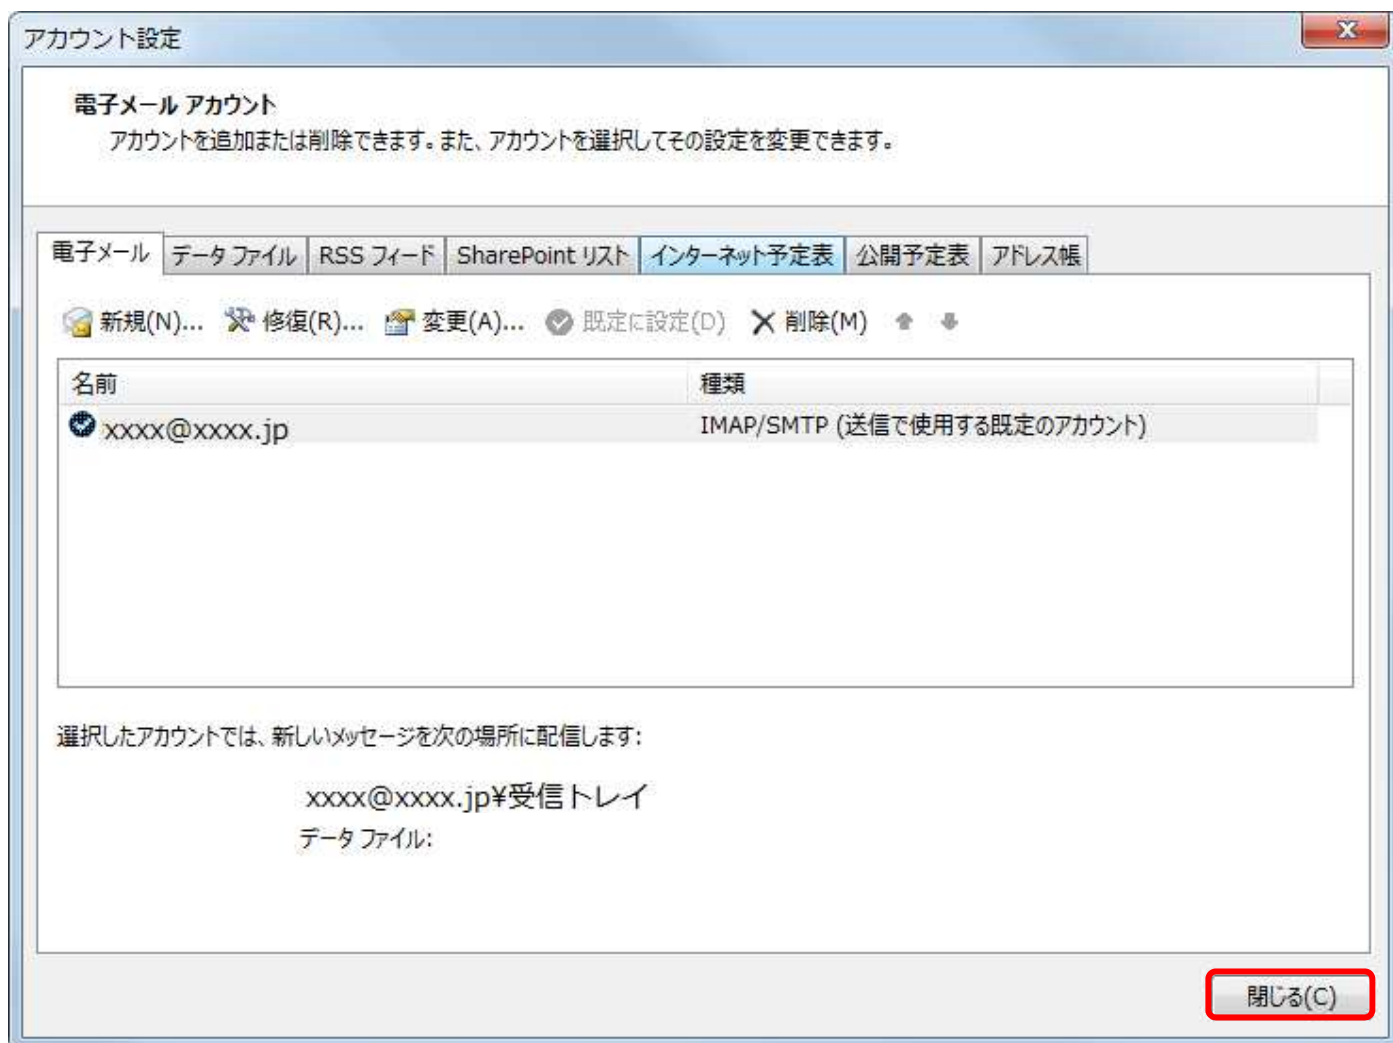 アカウント設定
電子メール アカウント
アカウントを追加または削除できます。また、アカウントを選択してその設定を変更できます。
電子メール データ ファイル RSS フィード SharePoint リスト インターネット予定表 公開予定表 アドレス帳
新規(N)... 修復(R)... 変更(A)... 既定に設定(D) 削除(M)
名前 種類
xxxx@xxxx.jp IMAP/SMTP (送信で使用する既定のアカウント)
選択したアカウントでは、新しいメッセージを次の場所に配信します:
xxxx@xxxx.jp¥受信トレイ
データ ファイル:
閉じる(C)